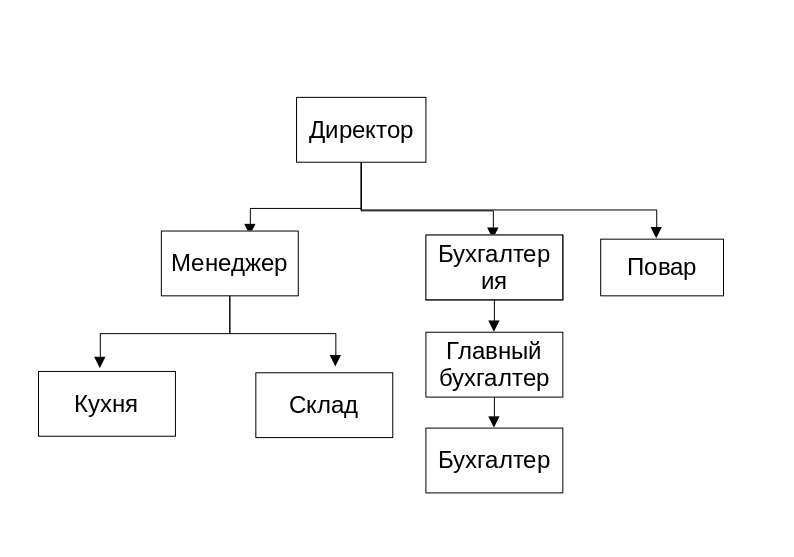 Директор
Менеджер
Бухгалтер
ия
Повар
Главный
бухгалтер
Кухня
Склад
Бухгалтер